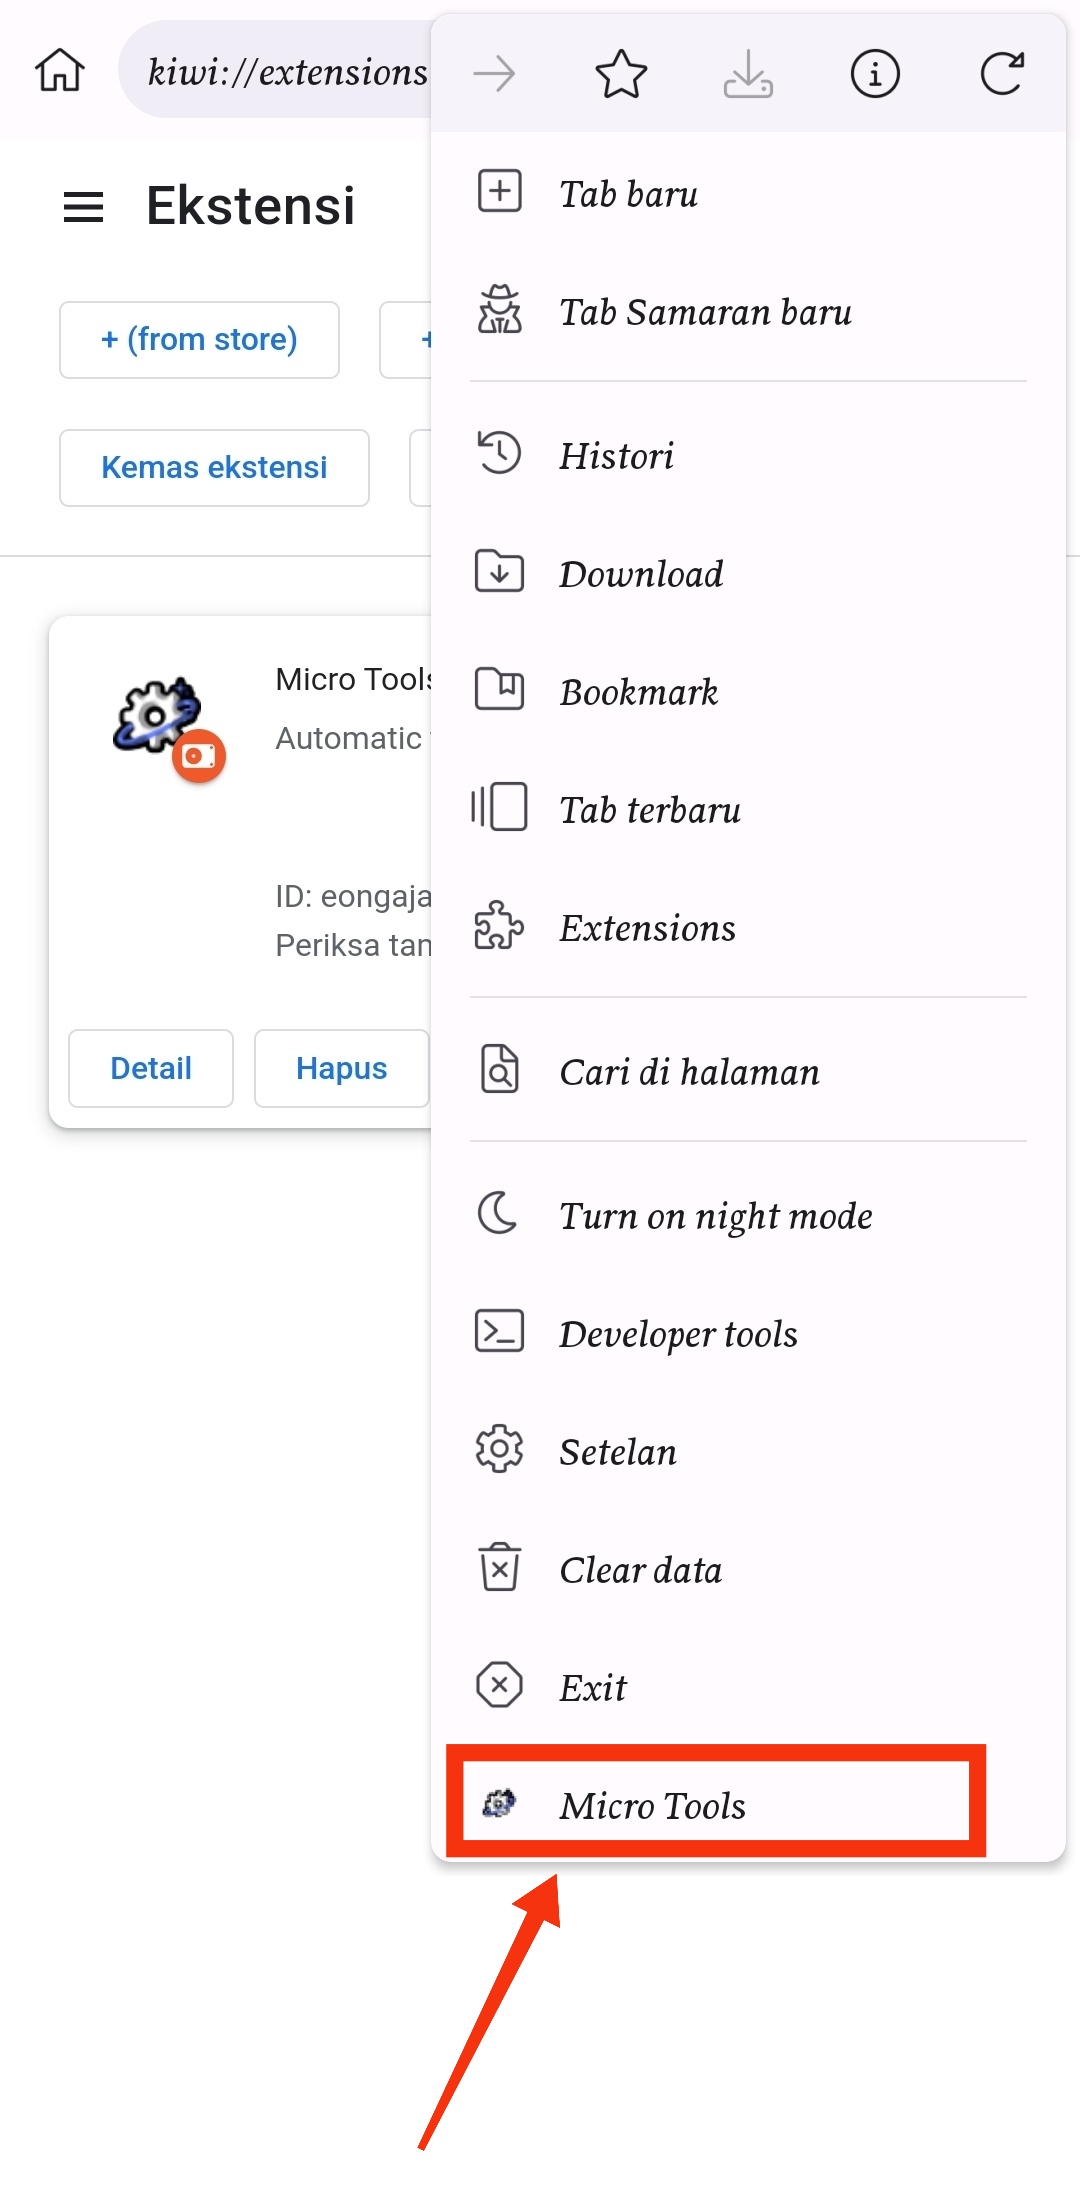 kiwi://extensions
Ekstensi
+ (from store)
+
Kemas ekstensi
Micro Tools
Automatic
ID: eongaja
Periksa tan
Detail
Hapus
Tab baru
Tab Samaran baru
Histori
Download
Bookmark
Tab terbaru
Extensions
Cari di halaman
Turn on night mode
Developer tools
Setelan
Clear data
Exit
Micro Tools